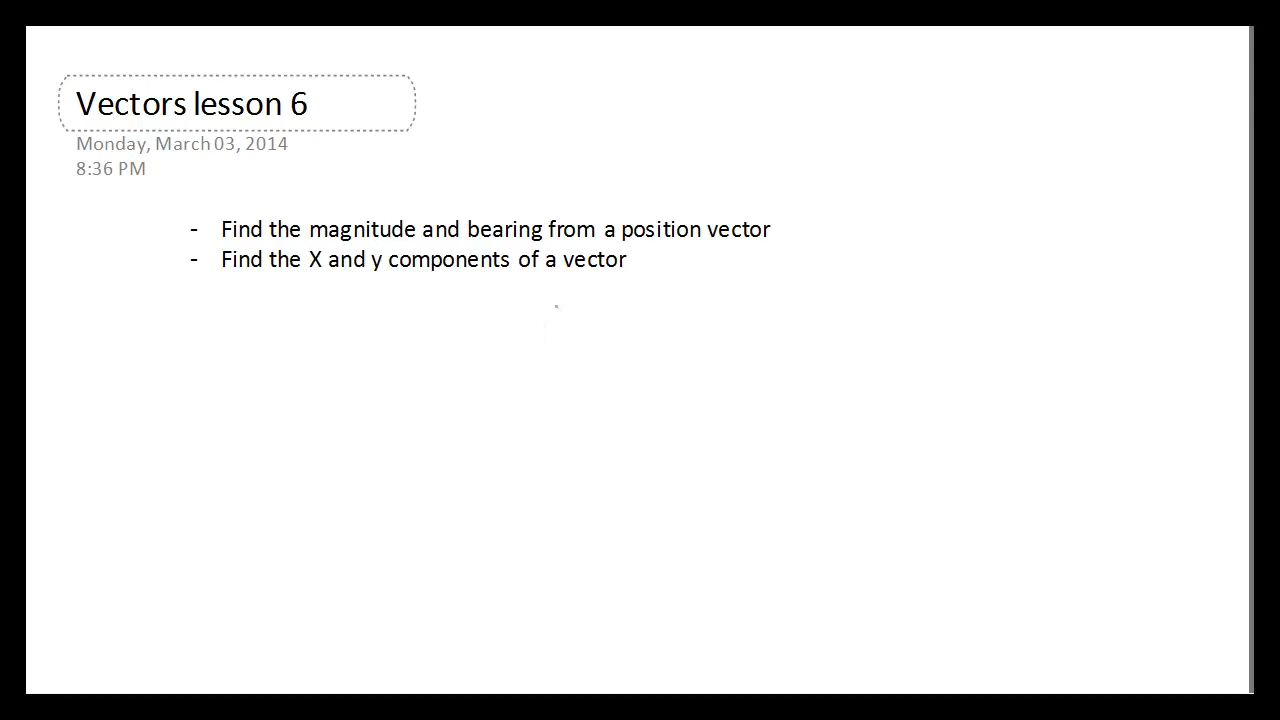 Vectors lesson 6
Monday, March 03, 2014
8:36 PM
- Find the magnitude and bearing from a position vector
- Find the X and y components of a vector